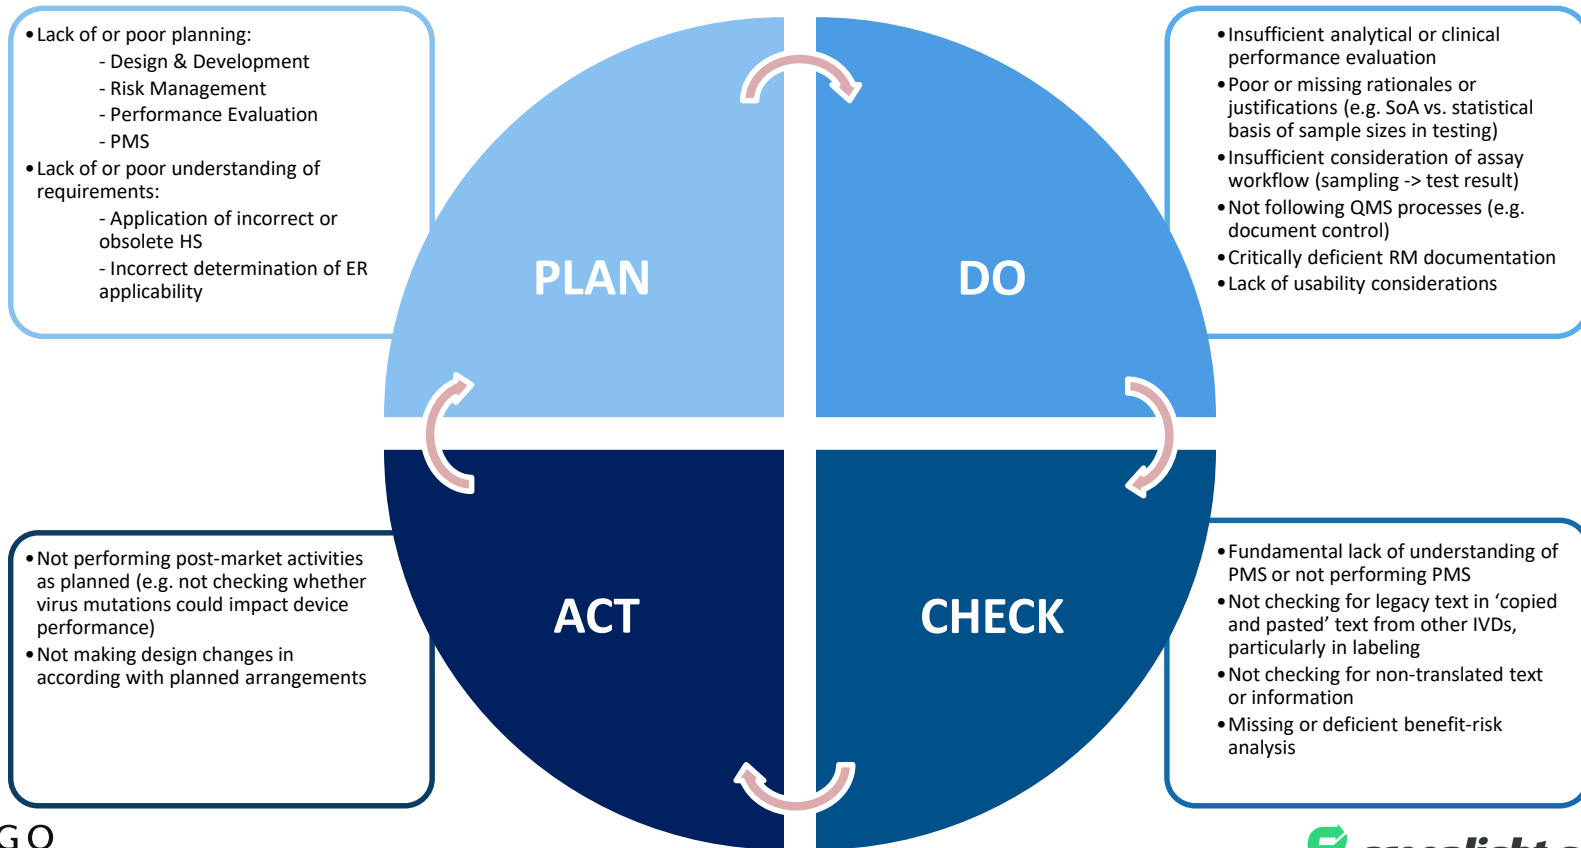 •Lack of or poor planning:
- Design & Development
- Risk Management
- Performance Evaluation
- PMS
•Lack of or poor understanding of
requirements:
- Application of incorrect or
obsolete HS
- Incorrect determination of ER
applicability
PLAN
DO
•Insufficient analytical or clinical
performance evaluation
•Poor or missing rationales or
justifications (e.g. SoA vs. statistical
basis of sample sizes in testing)
•Insufficient consideration of assay
workflow (sampling -> test result)
•Not following QMS processes (e.g.
document control)
•Critically deficient RM documentation
•Lack of usability considerations
•Not performing post-market activities
as planned (e.g. not checking whether
virus mutations could impact device
performance)
•Not making design changes in
according with planned arrangements
ACT
CHECK
•Fundamental lack of understanding of
PMS or not performing PMS
•Not checking for legacy text in ‘copied
and pasted’ text from other IVDs,
particularly in labeling
•Not checking for non-translated text
or information
•Missing or deficient benefit-risk
analysis
GO